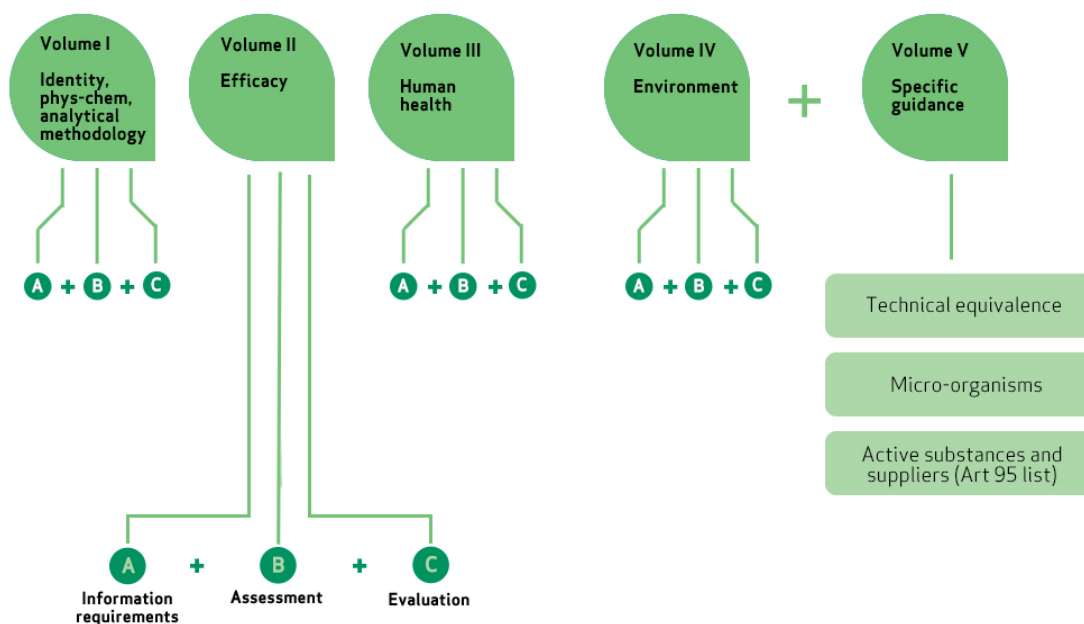 Volume I
Identity,
phys-chem,
analytical
methodology
Volume II
Efficacy
Volume III
Human
health
Volume IV
Environment
+
Volume V
Specific
guidance
A + B + C
A + B + C
A + B + C
Technical equivalence
Micro-organisms
Active substances and
suppliers (Art 95 list)
A + B + C
Information
requirements
Assessment
Evaluation